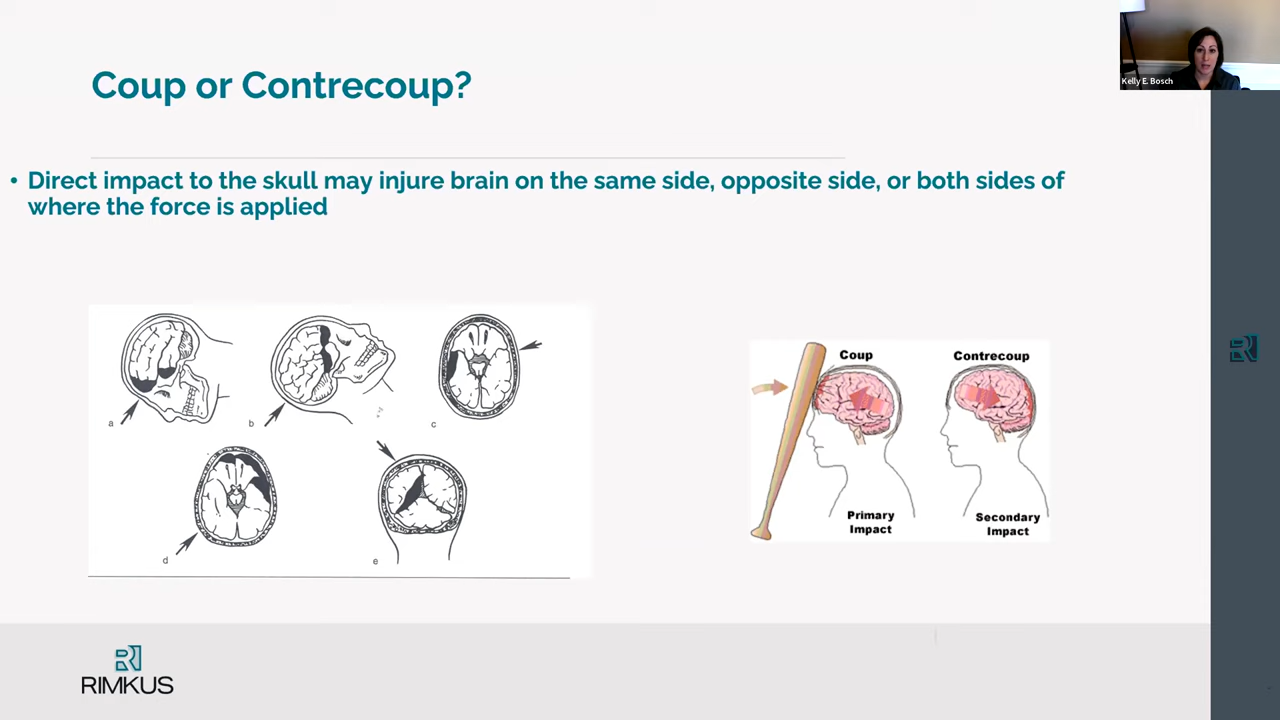 Kelly E. Bosch
Coup or Contrecoup?
• Direct impact to the skull may injure brain on the same side, opposite side, or both sides of
where the force is applied
a
b
c
d
e
Coup
Contrecoup
Primary
Impact
Secondary
Impact
RIMKUS